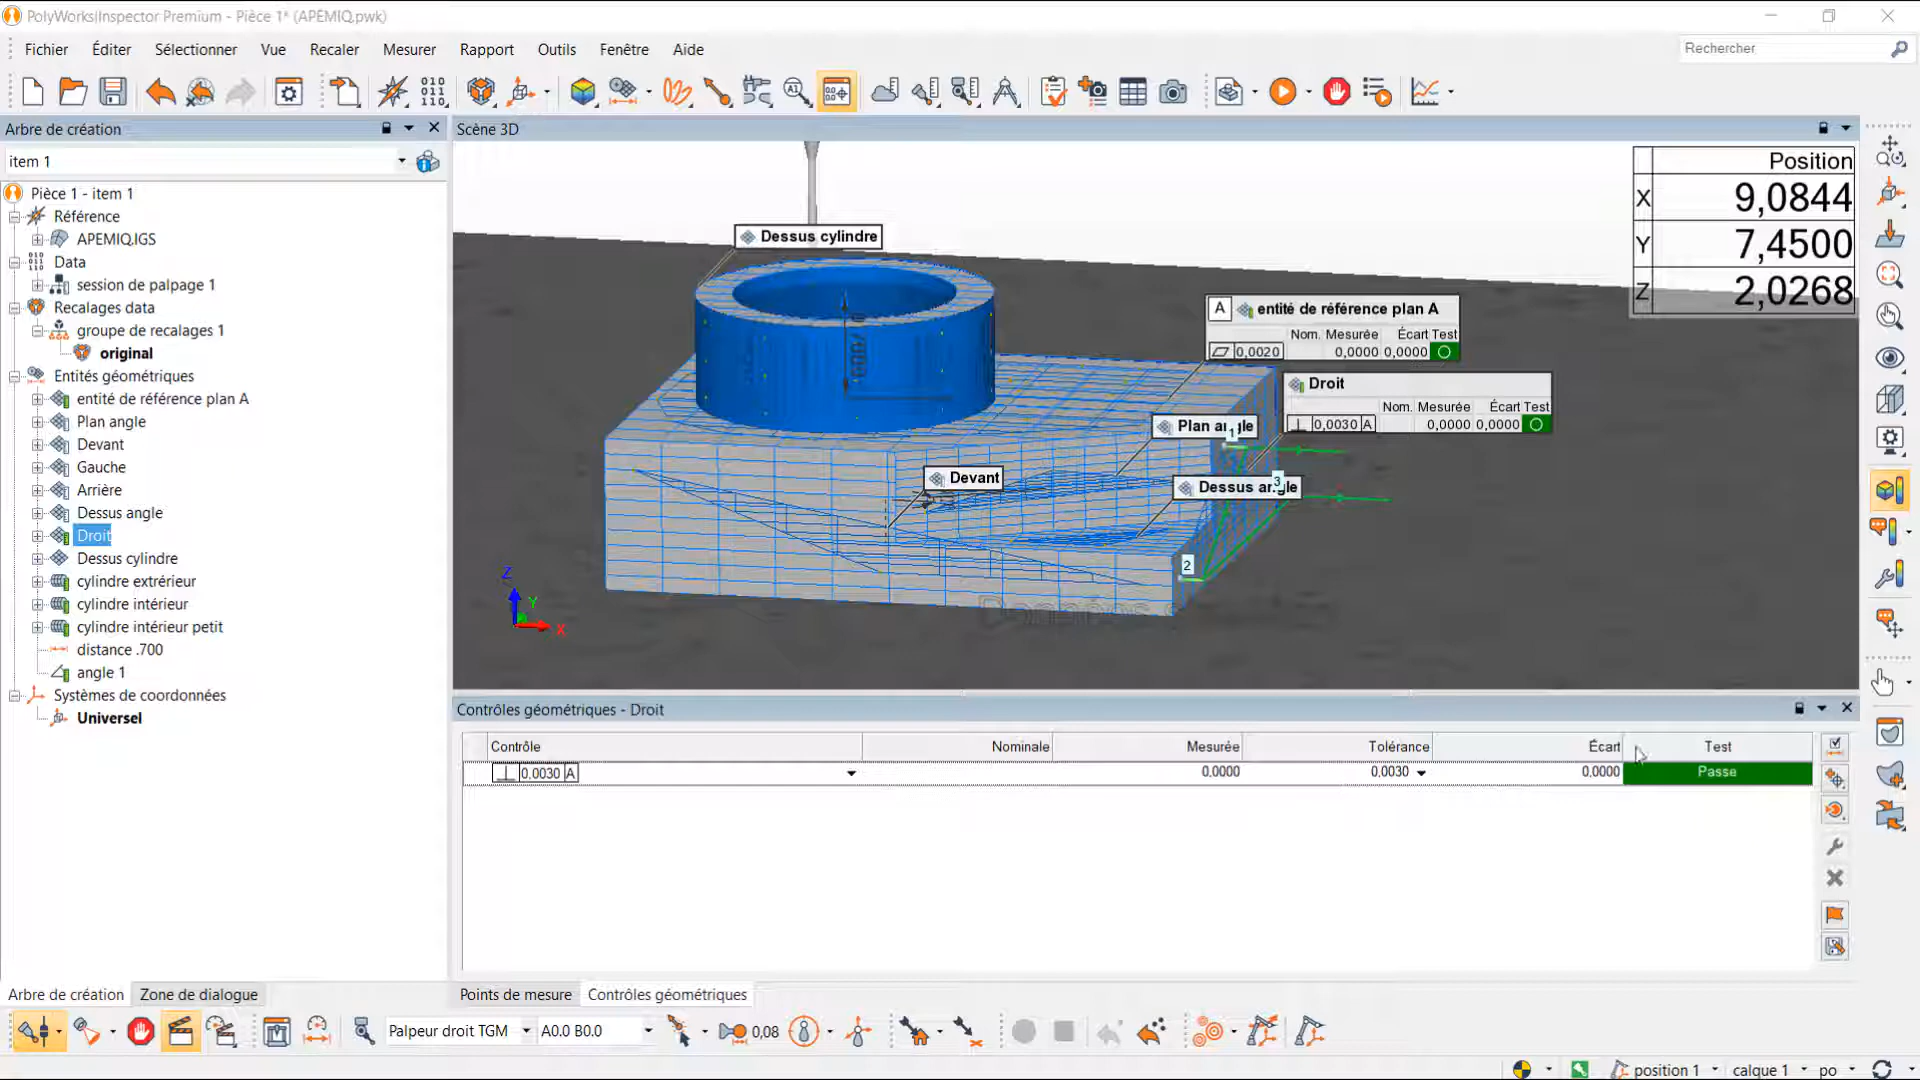 PolyWorks|Inspector Premium - Pièce 1* (APEMIQ.pwk)
Fichier Éditer Sélectionner Vue Recaler Mesurer Rapport Outils Fenêtre Aide
Rechercher
Arbre de création
item 1
Pièce 1 - item 1
Référence
APEMIQ.IGS
Data
session de palpage 1
Recalages data
groupe de recalages 1
original
Entités géométriques
entité de référence plan A
Plan angle
Devant
Gauche
Arrière
Dessus angle
Droit
Dessus cylindre
cylindre extérieur
cylindre intérieur
cylindre intérieur petit
distance .700
angle 1
Systèmes de coordonnées
Universel
Arbre de création Zone de dialogue
Scène 3D
Position
X 9,0844
Y 7,4500
Z 2,0268
Dessus cylindre
A entité de référence plan A
Nom. Mesurée Écart Test
0,0020 0,0000 0,0000
Droit
Nom. Mesurée Écart Test
0,0030 A 0,0000 0,0000
Plan angle
1
Devant
Dessus angle
3
2
Z
Y
X
Contrôles géométriques - Droit
Contrôle Nominale Mesurée Tolérance Écart Test
0.0030 A 0.0000 0.0030 0.0000 Passe
Points de mesure Contrôles géométriques
Palpeur droit TGM A0.0 B0.0 0,08
position 1 calque 1 po